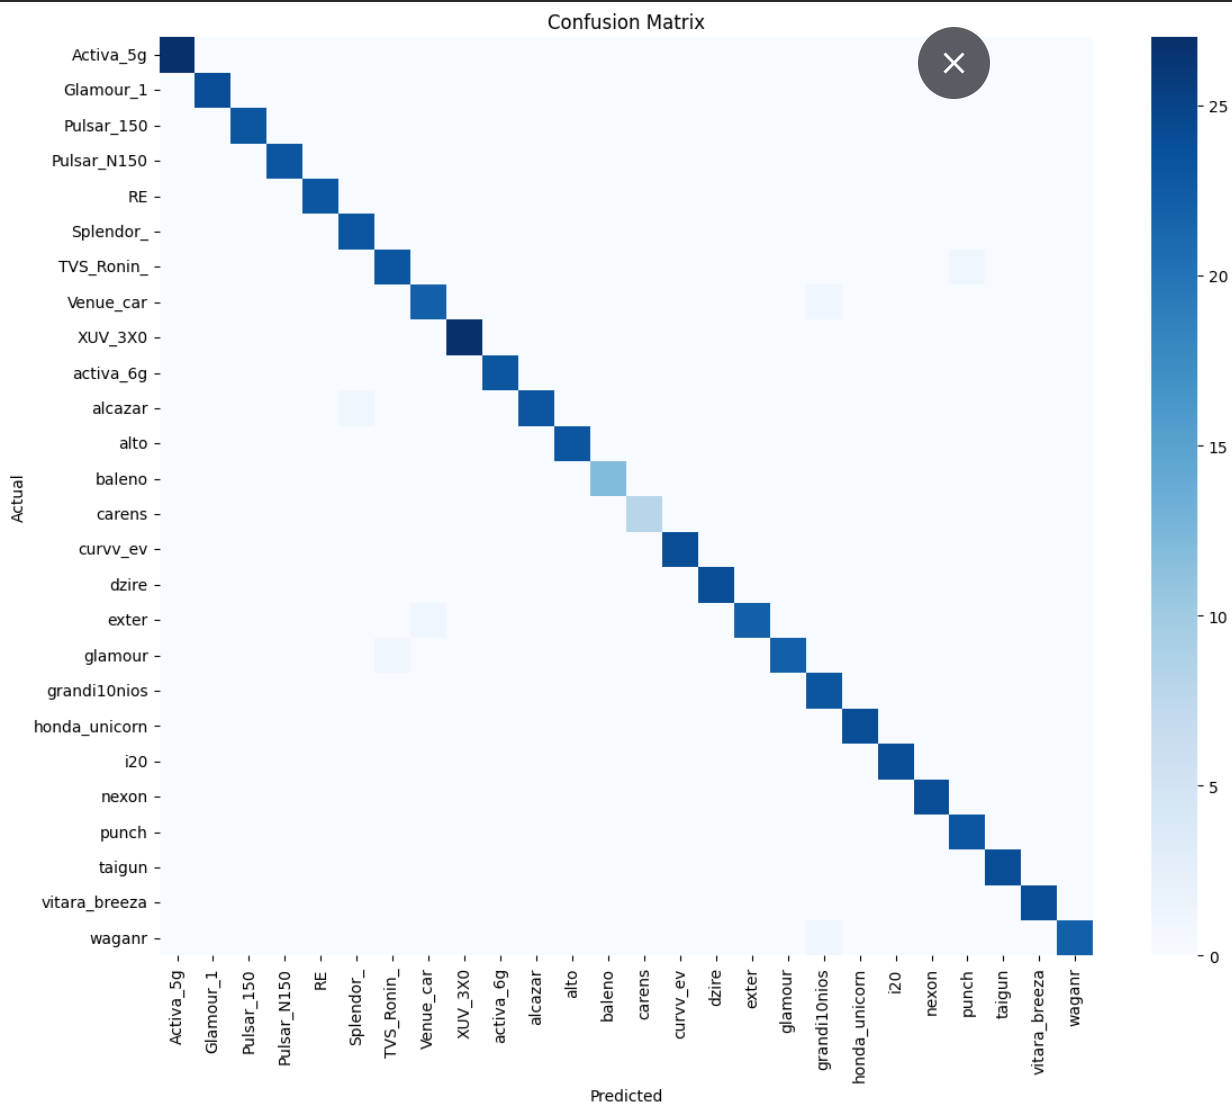 Confusion Matrix
Activa_5g
Glamour_1
Pulsar_150
Pulsar_N150
RE
Splendor_
TVS_Ronin_
Venue_car
XUV_3X0
activa_6g
alcazar
alto
baleno
carens
curvv_ev
dzire
exter
glamour
grandi10nios
honda_unicorn
i20
nexon
punch
taigun
vitara_breeza
waganr
Actual
Activa_5g
Glamour_1
Pulsar_150
Pulsar_N150
RE
Splendor_
TVS_Ronin_
Venue_car
XUV_3X0
activa_6g
alcazar
alto
baleno
carens
curvv_ev
dzire
exter
glamour
grandi10nios
honda_unicorn
i20
nexon
punch
taigun
vitara_breeza
waganr
Predicted
25
20
15
10
5
0